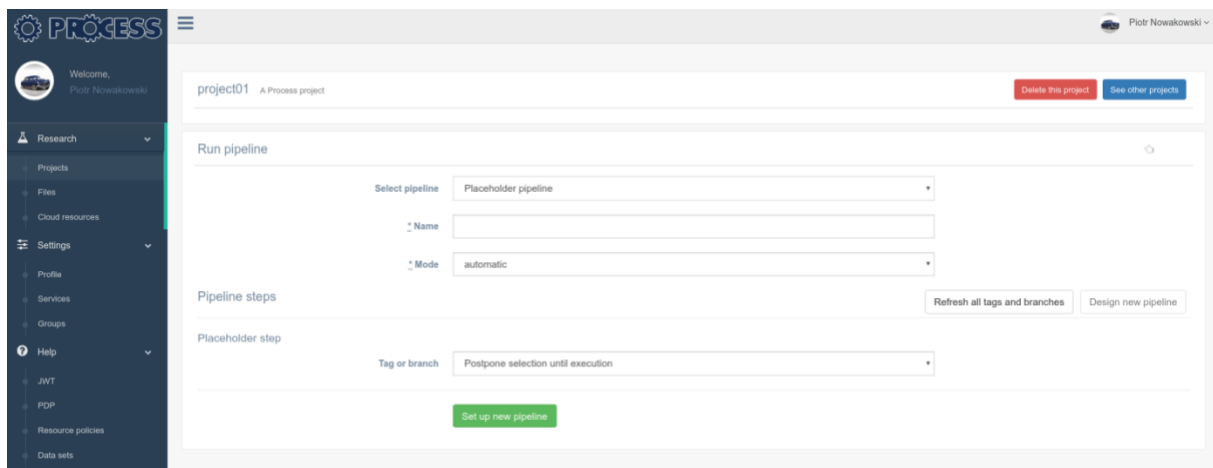 PROCESS
Piotr Nowakowski
Welcome,
Piotr Nowakowski
Research
Projects
Files
Cloud resources
Settings
Profile
Services
Groups
Help
JWT
PDP
Resource policies
Data sets
project01 A Process project
Delete this project
See other projects
Run pipeline
Select pipeline Placeholder pipeline
* Name
* Mode automatic
Pipeline steps
Refresh all tags and branches
Design new pipeline
Placeholder step
Tag or branch Postpone selection until execution
Set up new pipeline